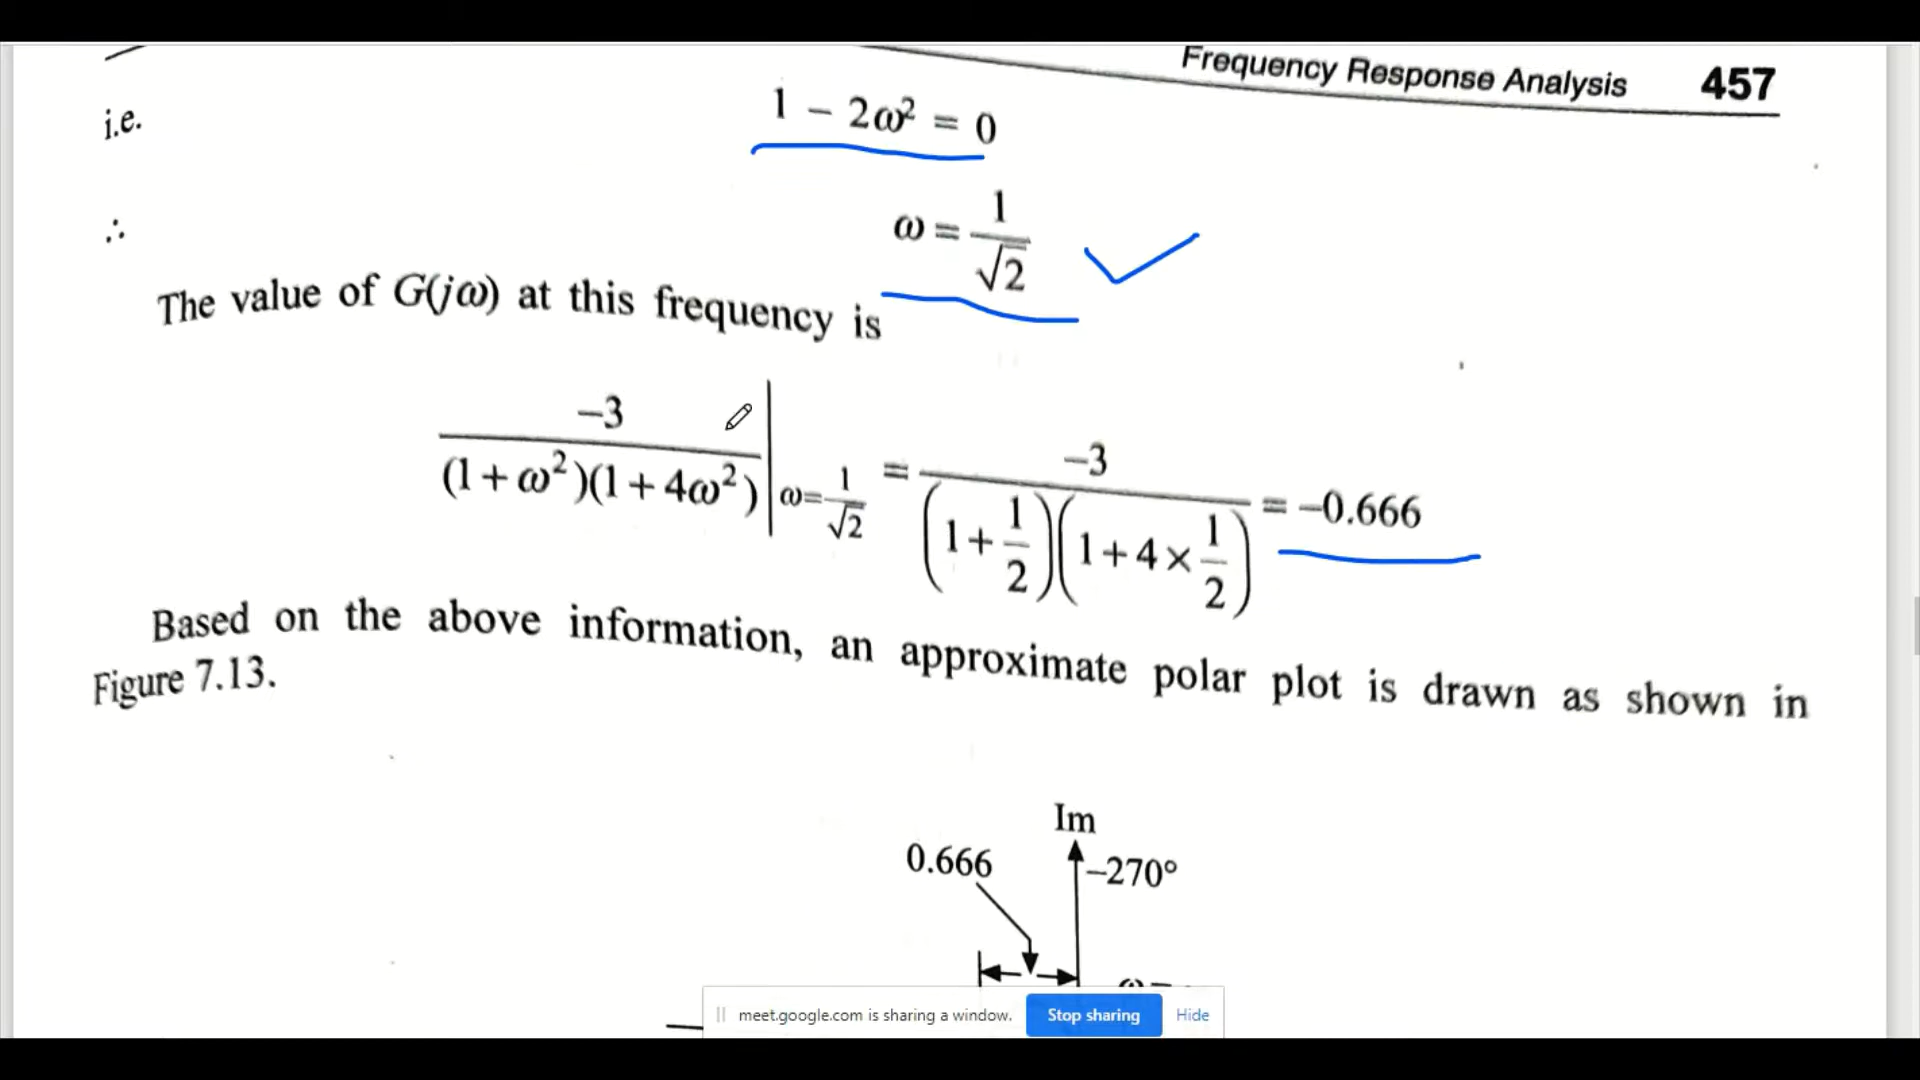 Frequency Response Analysis 457
i.e. 1 − 2ω² = 0
∴ ω = 1/√2
The value of G(jω) at this frequency is
−3/((1+ω²)(1+4ω²)) |ω=1/√2 = −3/((1+1/2)(1+4×1/2)) = −0.666
Based on the above information, an approximate polar plot is drawn as shown in
Figure 7.13.
Im
0.666
−270°
meet.google.com is sharing a window. Stop sharing Hide